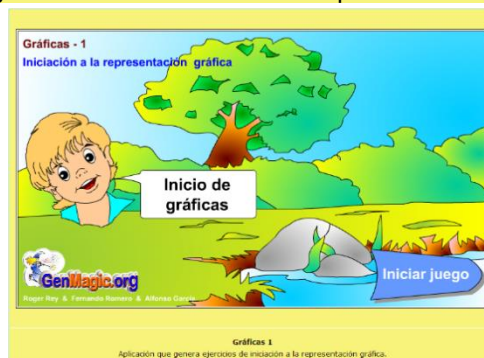 Gráficas - 1
Iniciación a la representación gráfica
Inicio de
gráficas
Iniciar juego
GenMagic.org
Roger Rey & Fernando Romero & Alfonso García
Gráficas 1
Aplicación que genera ejercicios de iniciación a la representación gráfica.